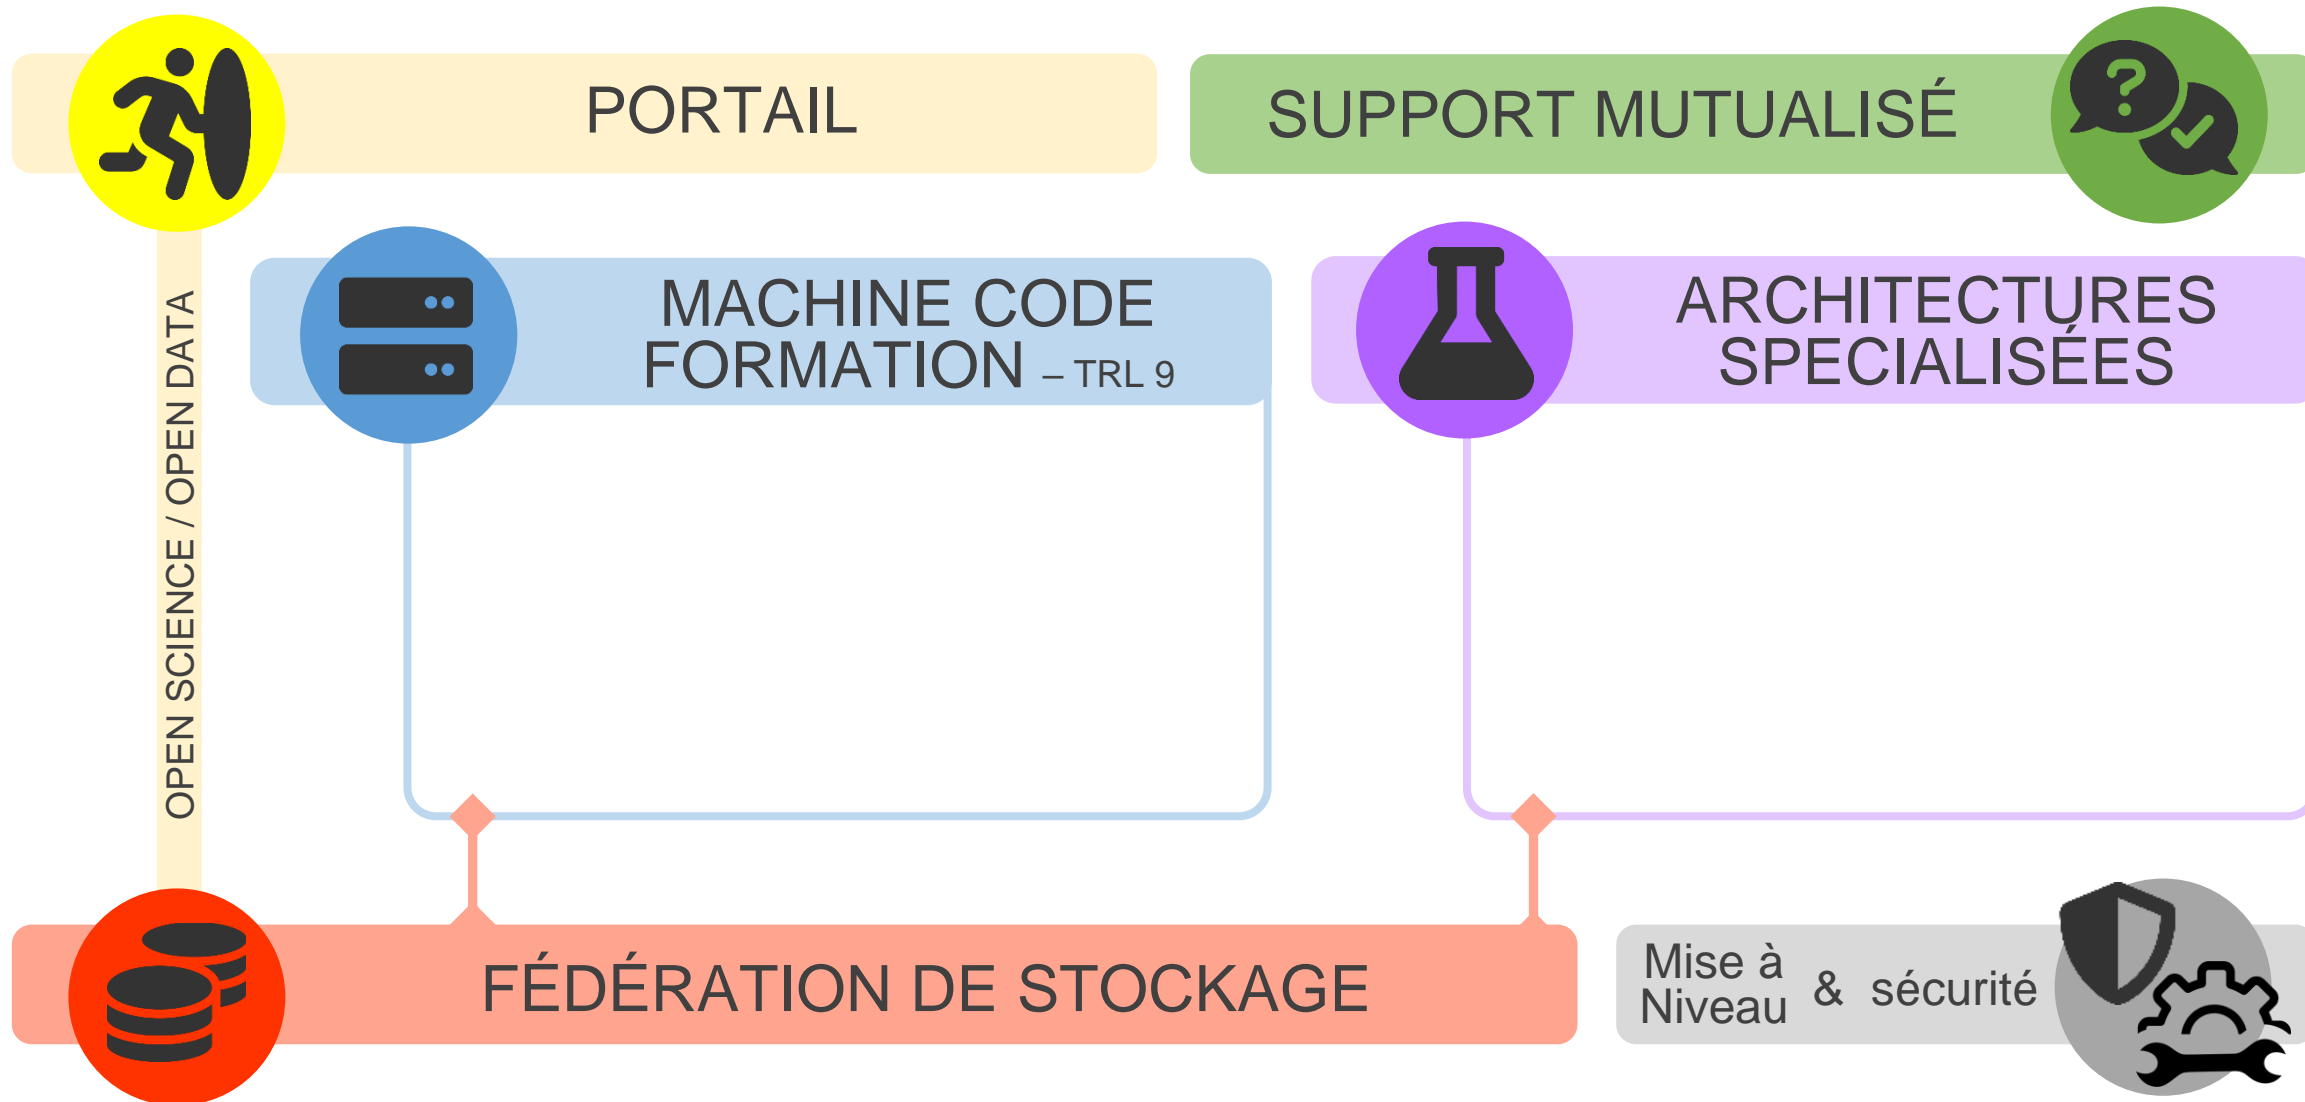 PORTAIL
SUPPORT MUTUALISÉ
MACHINE CODE
FORMATION – TRL 9
ARCHITECTURES
SPECIALISÉES
OPEN SCIENCE / OPEN DATA
FÉDÉRATION DE STOCKAGE
Mise à
Niveau & sécurité